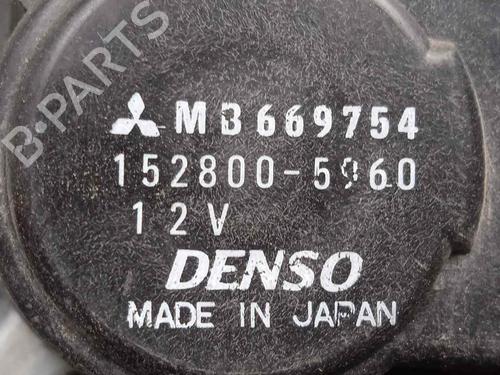 B-PARTS
MB669754
152800-5960
12V
DENSO
MADE IN JAPAN